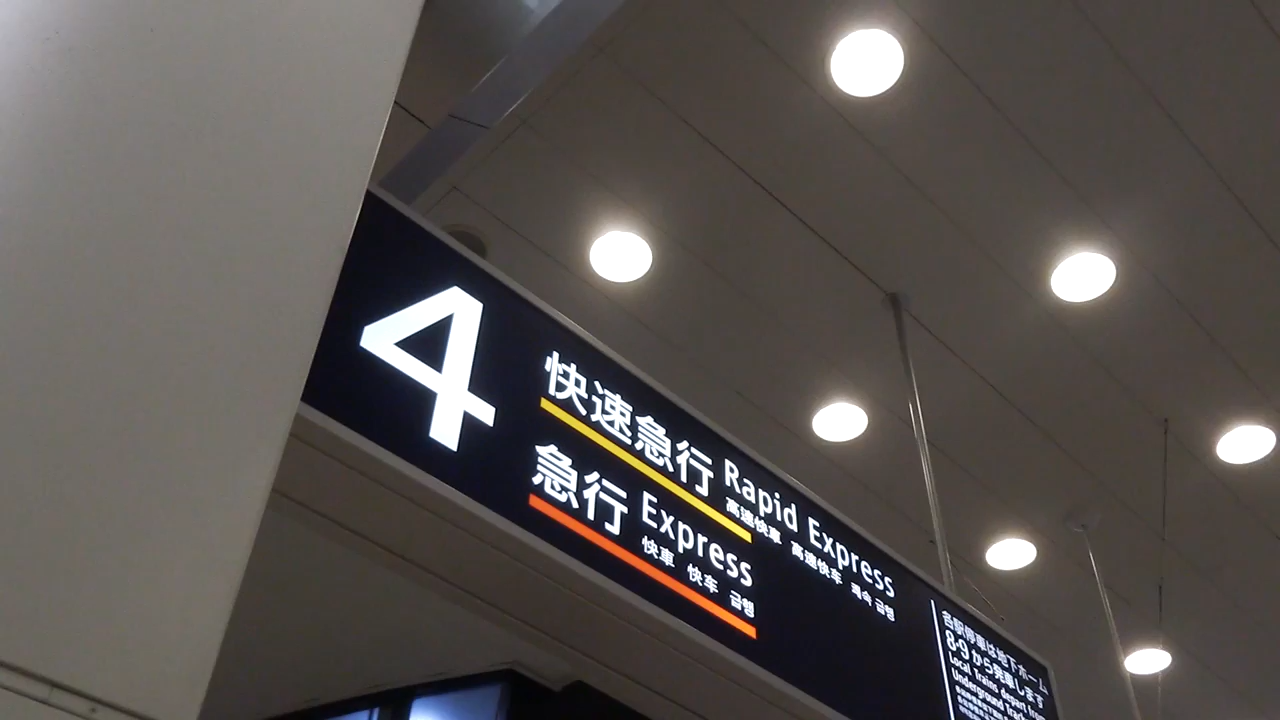 4
快速急行 Rapid Express
高速快車 高速快车 쾌속 급행
急行 Express
快車 快车 급행
各駅停車は地下ホーム
8・9から発車します
Local Trains depart from
Underground Track